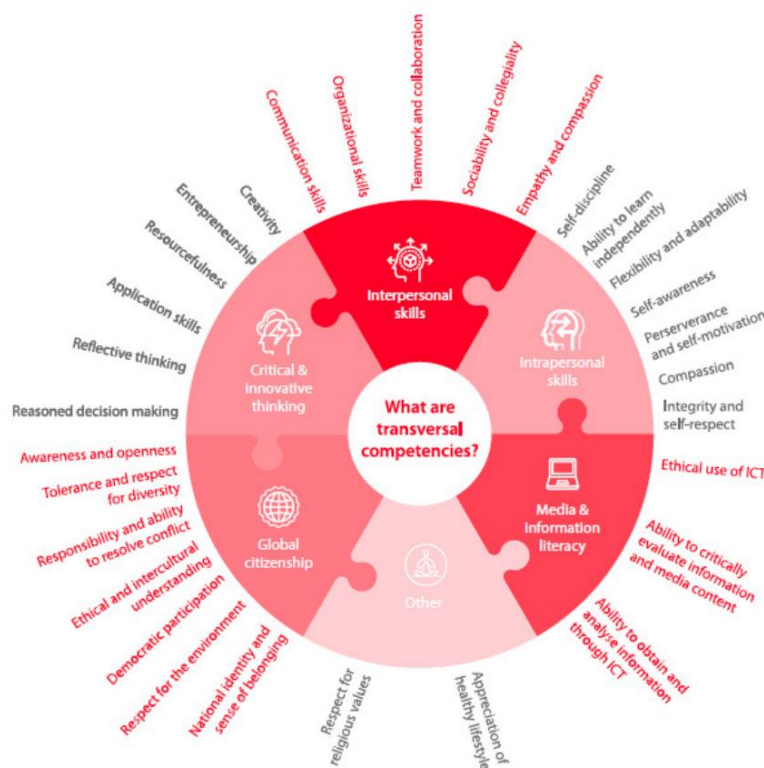 What are
transversal
competencies?
Interpersonal
skills
Communication skills
Organizational skills
Teamwork and collaboration
Sociability and collegiality
Empathy and compassion
Intrapersonal
skills
Self-discipline
Ability to learn
independently
Flexibility and adaptability
Self-awareness
Perserverance
and self-motivation
Compassion
Integrity and
self-respect
Media &
information
literacy
Ethical use of ICT
Ability to critically
evaluate information
and media content
Ability to obtain and
analyse information
through ICT
Other
Appreciation of
healthy lifestyle
Respect for
religious values
Global
citizenship
National identity and
sense of belonging
Respect for the environment
Democratic participation
Ethical and intercultural
understanding
Responsibility and ability
to resolve conflict
Tolerance and respect
for diversity
Awareness and openness
Critical &
innovative
thinking
Reasoned decision making
Reflective thinking
Application skills
Resourcefulness
Entrepreneurship
Creativity